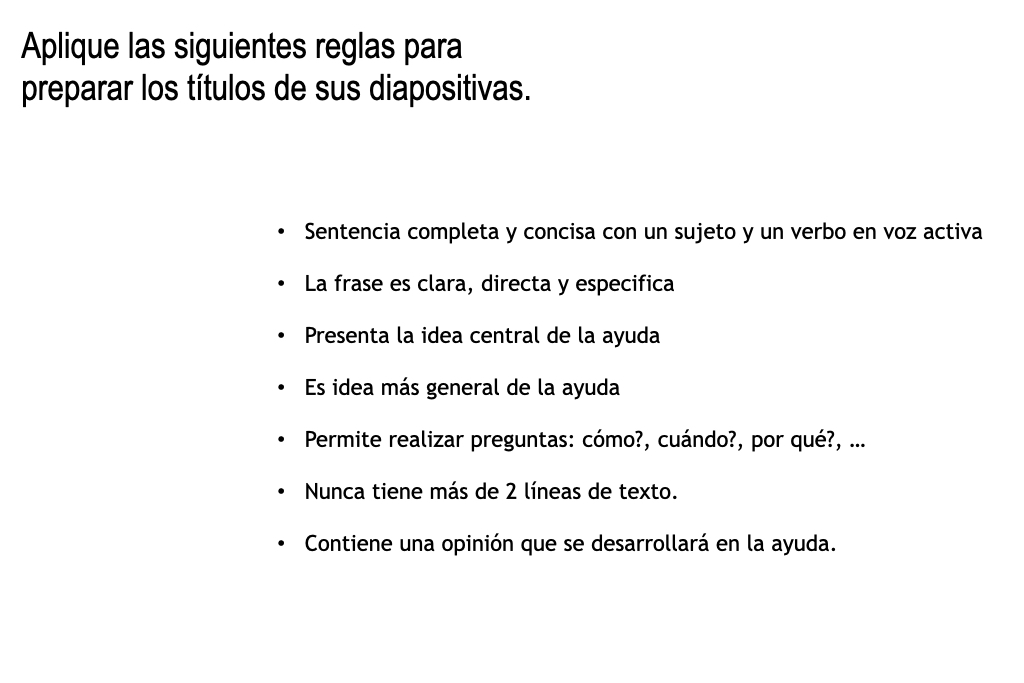 Aplique las siguientes reglas para
preparar los títulos de sus diapositivas.
• Sentencia completa y concisa con un sujeto y un verbo en voz activa
• La frase es clara, directa y especifica
• Presenta la idea central de la ayuda
• Es idea más general de la ayuda
• Permite realizar preguntas: cómo?, cuándo?, por qué?, …
• Nunca tiene más de 2 líneas de texto.
• Contiene una opinión que se desarrollará en la ayuda.